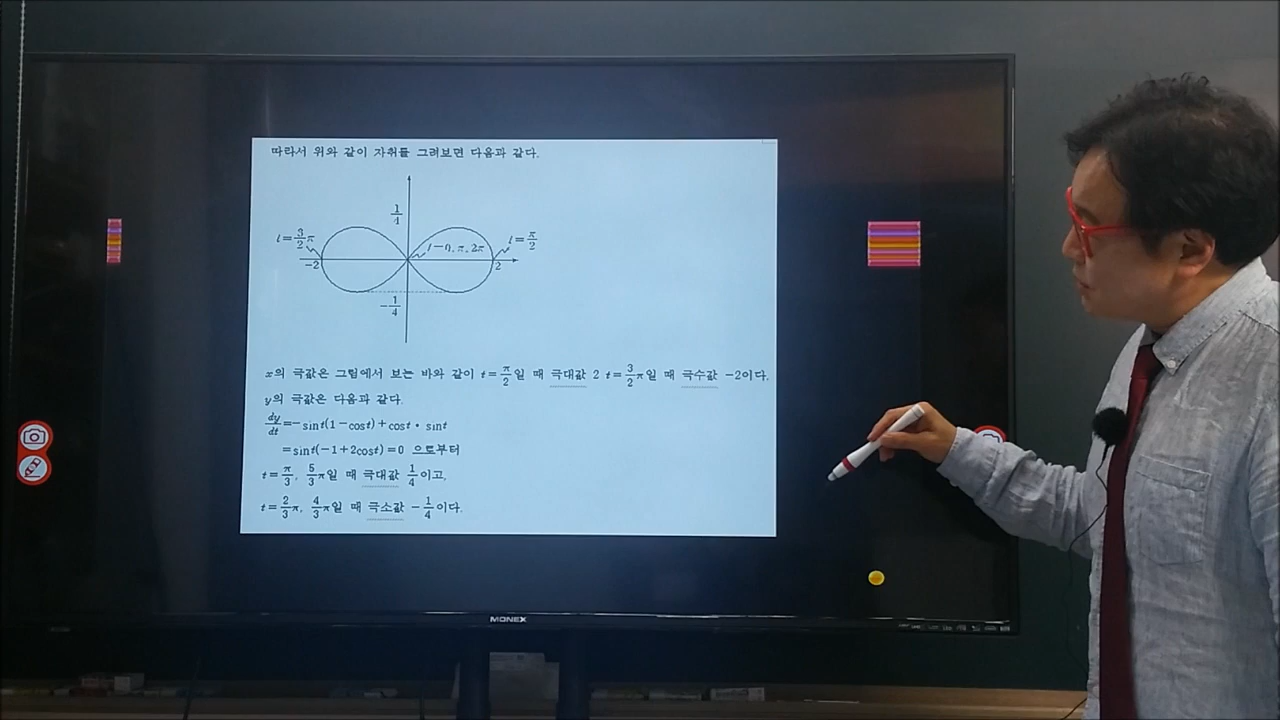 따라서 위와 같이 자취를 그려보면 다음과 같다.
1/4
t=3/2π
t=0, π, 2π
t=π/2
-2
2
-1/4
x의 극값은 그럼에서 보는 바와 같이 t=π/2일 때 극대값 2 t=3/2π일 때 극수값 -2이다.
y의 극값은 다음과 같다.
dy/dt=-sint(1-cost)+cost· sint
=sint(-1+2cost)=0 으로부터
t=π/3, 5/3π일 때 극대값 1/4이고,
t=2/3π, 4/3π일 때 극소값 -1/4이다.
MONEX